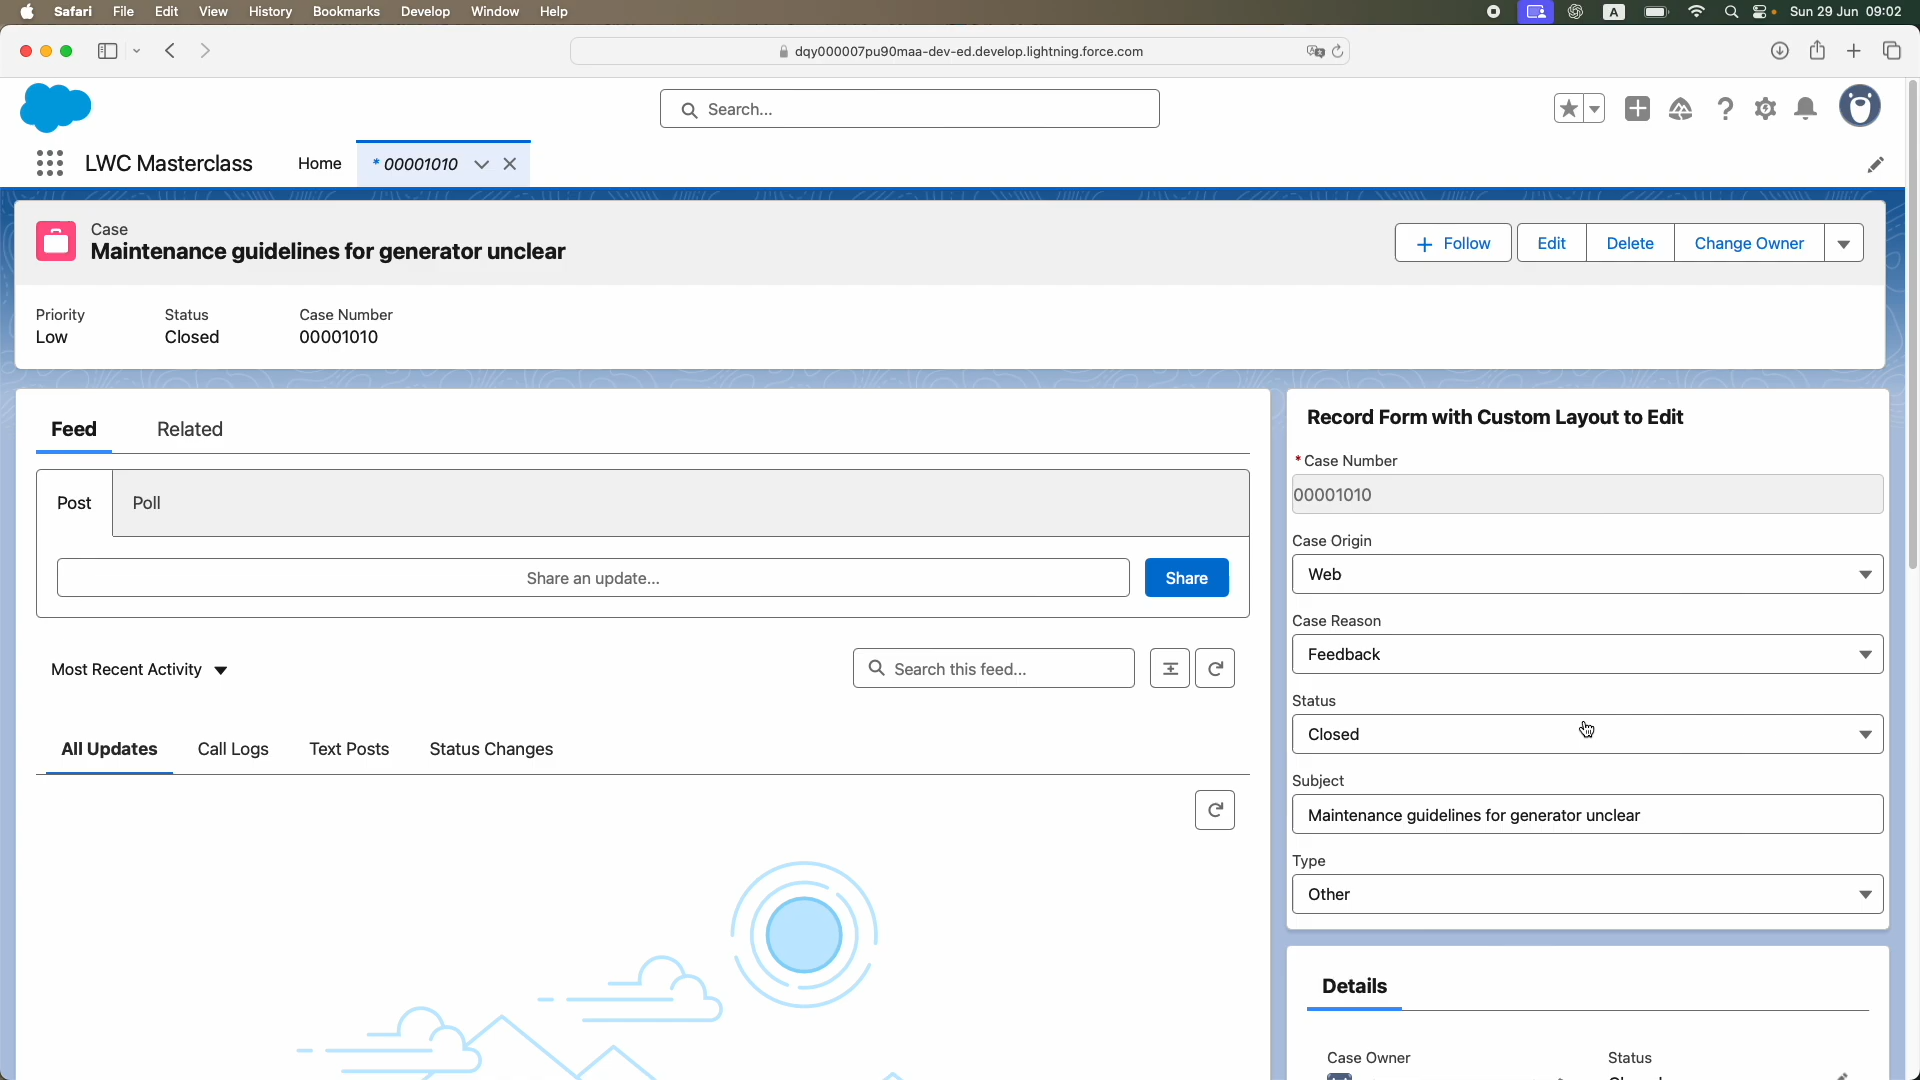 Safari File Edit View History Bookmarks Develop Window Help A Sun 29 Jun 09:02
dqy000007pu90maa-dev-ed.develop.lightning.force.com
Search...
LWC Masterclass Home * 00001010
Case
Maintenance guidelines for generator unclear
Follow Edit Delete Change Owner
Priority Status Case Number
Low Closed 00001010
Feed Related
Post Poll
Share an update... Share
Most Recent Activity Search this feed...
All Updates Call Logs Text Posts Status Changes
Record Form with Custom Layout to Edit
* Case Number
00001010
Case Origin
Web
Case Reason
Feedback
Status
Closed
Subject
Maintenance guidelines for generator unclear
Type
Other
Details
Case Owner Status